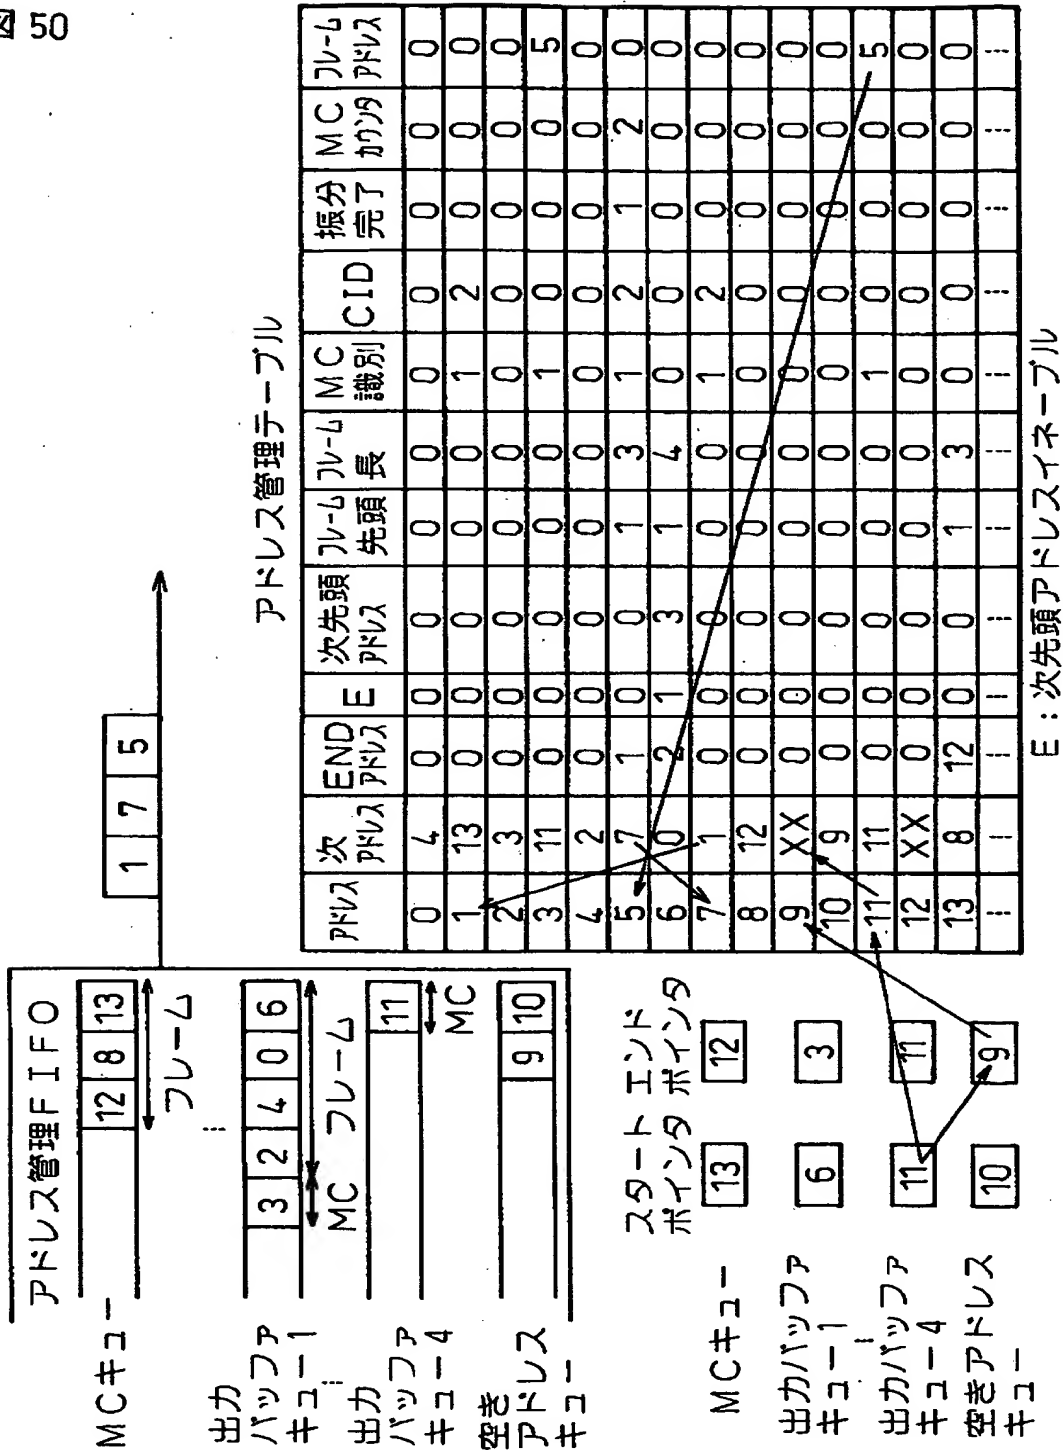 図 50
アドレス管理FIFO
MCキュー
12 8 13
フレーム
出力
バッファ
キュー1
3 2 4 0 6
MC フレーム
出力
バッファ
キュー4
11
MC
空き
アドレス
キュー
9 10
1 7 5
スタート
ポインタ
エンド
ポインタ
MCキュー 13 12
出力バッファ
キュー1
6 3
出力バッファ
キュー4
11 11
空きアドレス
キュー
10 9
アドレス管理テーブル
アドレス 次アドレス ENDアドレス E 次先頭アドレス フレーム先頭 フレーム長 MC識別 CID 振分完了 MCカウンタ フレームアドレス
0 4 0 0 0 0 0 0 0 0 0 0
1 13 0 0 0 0 0 1 2 0 0 0
2 3 0 0 0 0 0 0 0 0 0 0
3 11 0 0 0 0 0 1 0 0 0 5
4 2 0 0 0 0 0 0 0 0 0 0
5 7 1 0 0 1 3 1 2 1 2 0
6 0 2 1 3 1 4 0 0 0 0 0
7 1 0 0 0 0 0 1 2 0 0 0
8 12 0 0 0 0 0 0 0 0 0 0
9 XX 0 0 0 0 0 0 0 0 0 0
10 9 0 0 0 0 0 0 0 0 0 0
11 11 0 0 0 0 0 1 0 0 0 5
12 XX 0 0 0 0 0 0 0 0 0 0
13 8 12 0 0 1 3 0 0 0 0 0
E:次先頭アドレスイネーブル